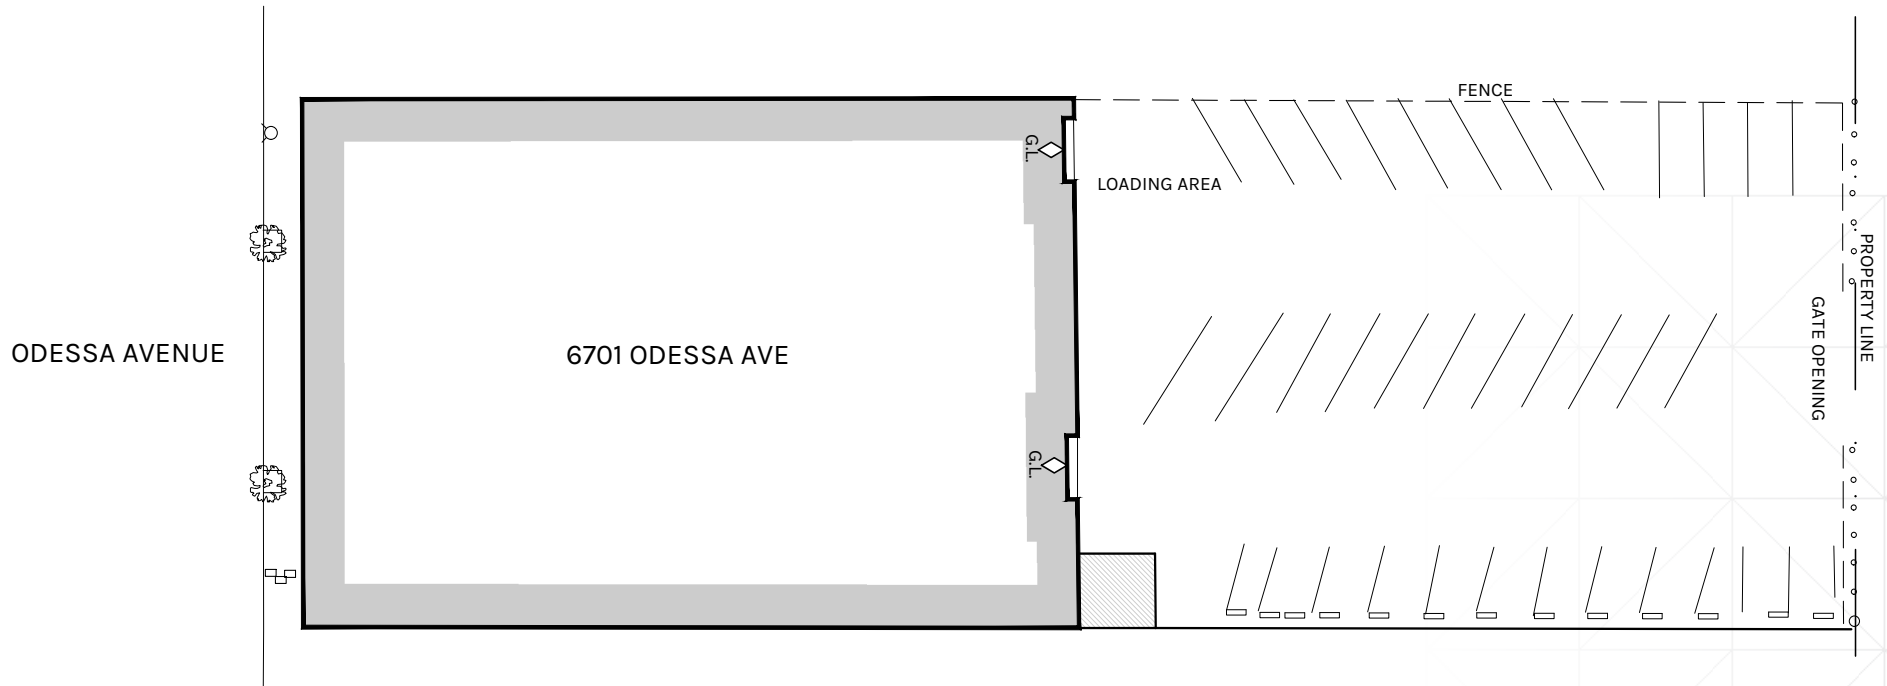 FENCE
G.L.
LOADING AREA
PROPERTY LINE
GATE OPENING
ODESSA AVENUE
6701 ODESSA AVE
G.L.